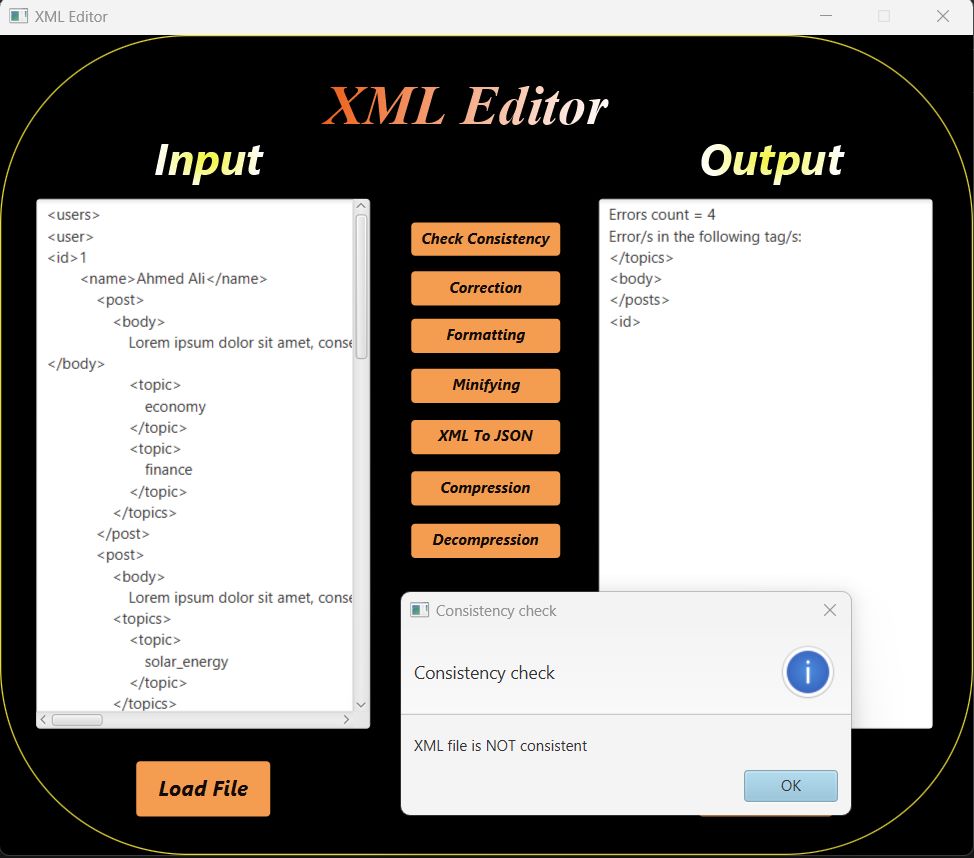 XML Editor
XML Editor
Input
<users>
<user>
<id>1
<name>Ahmed Ali</name>
<post>
<body>
Lorem ipsum dolor sit amet, conse
</body>
<topic>
economy
</topic>
<topic>
finance
</topic>
</topics>
</post>
<post>
<body>
Lorem ipsum dolor sit amet, conse
<topics>
<topic>
solar_energy
</topic>
</topics>
Load File
Check Consistency
Correction
Formatting
Minifying
XML To JSON
Compression
Decompression
Output
Errors count = 4
Error/s in the following tag/s:
</topics>
<body>
</posts>
<id>
Consistency check
Consistency check
XML file is NOT consistent
OK